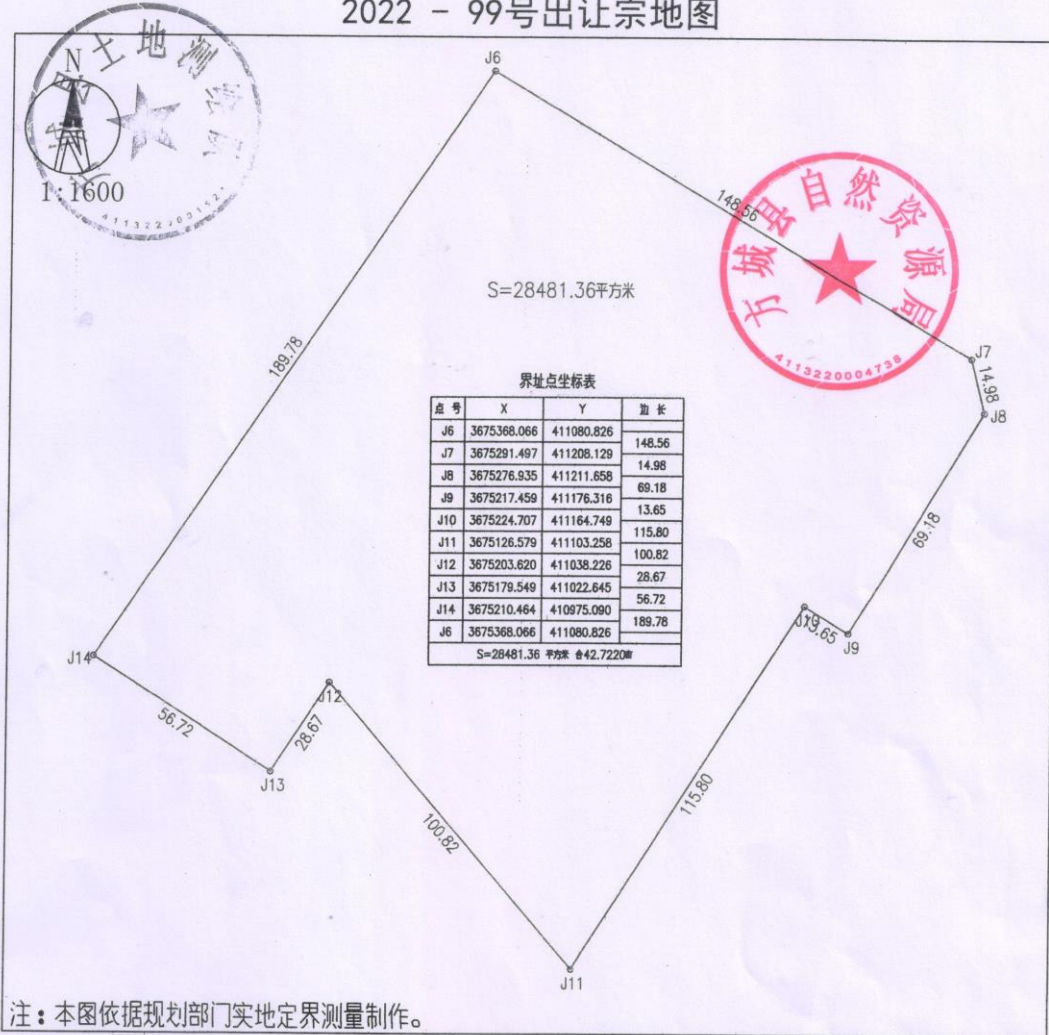 2022 - 99号出让宗地图
N
1:1600
土地测绘
4113220031521
J6
148.56
方城县自然资源局
4113220004738
S=28481.36平方米
189.78
J7
14.98
J8
界址点坐标表
点 号 X Y 边 长
J6 3675368.066 411080.826
148.56
J7 3675291.497 411208.129
14.98
J8 3675276.935 411211.658
69.18
J9 3675217.459 411176.316
13.65
J10 3675224.707 411164.749
115.80
J11 3675126.579 411103.258
100.82
J12 3675203.620 411038.226
28.67
J13 3675179.549 411022.645
56.72
J14 3675210.464 410975.090
189.78
J6 3675368.066 411080.826
S=28481.36 平方米 合42.7220亩
69.18
J10
13.65
J9
J14
J12
56.72
28.67
J13
115.80
100.82
J11
注:本图依据规划部门实地定界测量制作。